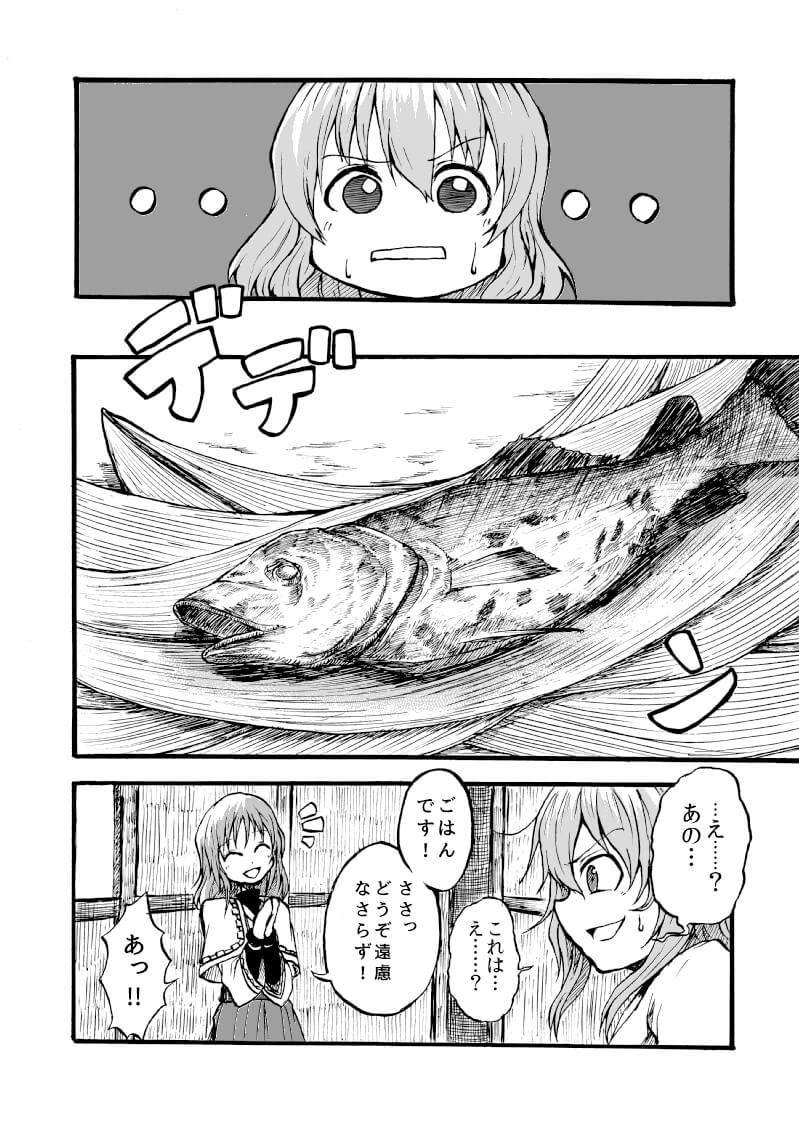 デデ
ン
…え……？
あの…
これは…
え……？
ごはん
です！
ささっ
どうぞ遠慮
なさらず！
あっ！！